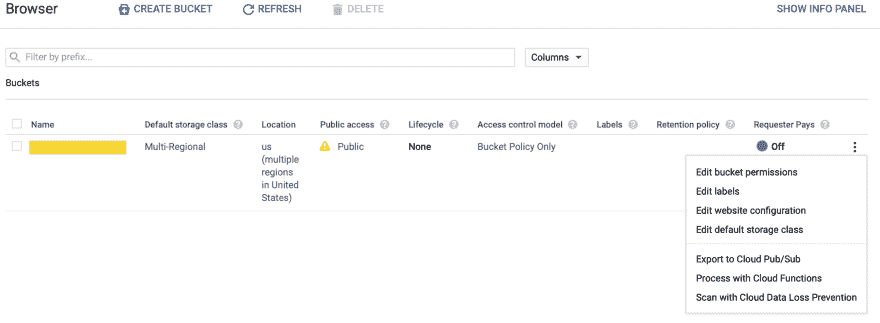 Browser CREATE BUCKET REFRESH DELETE SHOW INFO PANEL
Filter by prefix... Columns
Buckets
Name Default storage class Location Public access Lifecycle Access control model Labels Retention policy Requester Pays
Multi-Regional us Public None Bucket Policy Only Off
(multiple
regions
in United
States)
Edit bucket permissions
Edit labels
Edit website configuration
Edit default storage class
Export to Cloud Pub/Sub
Process with Cloud Functions
Scan with Cloud Data Loss Prevention